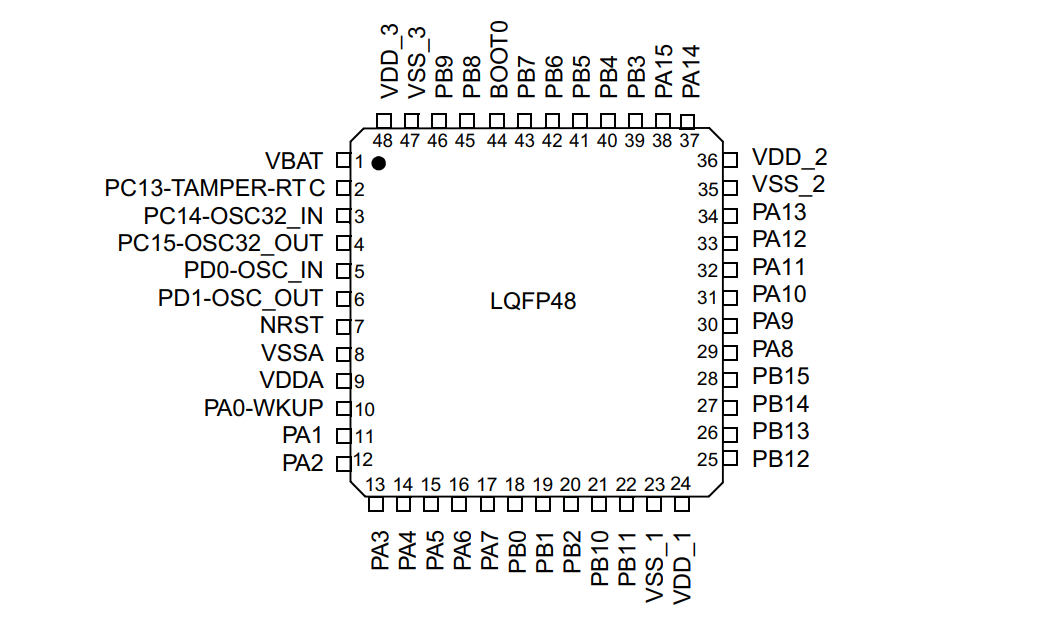 VDD_3
VSS_3
PB9
PB8
BOOT0
PB7
PB6
PB5
PB4
PB3
PA15
PA14
48 47 46 45 44 43 42 41 40 39 38 37
VBAT 1 36 VDD_2
PC13-TAMPER-RTC 2 35 VSS_2
PC14-OSC32_IN 3 34 PA13
PC15-OSC32_OUT 4 33 PA12
PD0-OSC_IN 5 32 PA11
PD1-OSC_OUT 6 LQFP48 31 PA10
NRST 7 30 PA9
VSSA 8 29 PA8
VDDA 9 28 PB15
PA0-WKUP 10 27 PB14
PA1 11 26 PB13
PA2 12 25 PB12
13 14 15 16 17 18 19 20 21 22 23 24
PA3
PA4
PA5
PA6
PA7
PB0
PB1
PB2
PB10
PB11
VSS_1
VDD_1